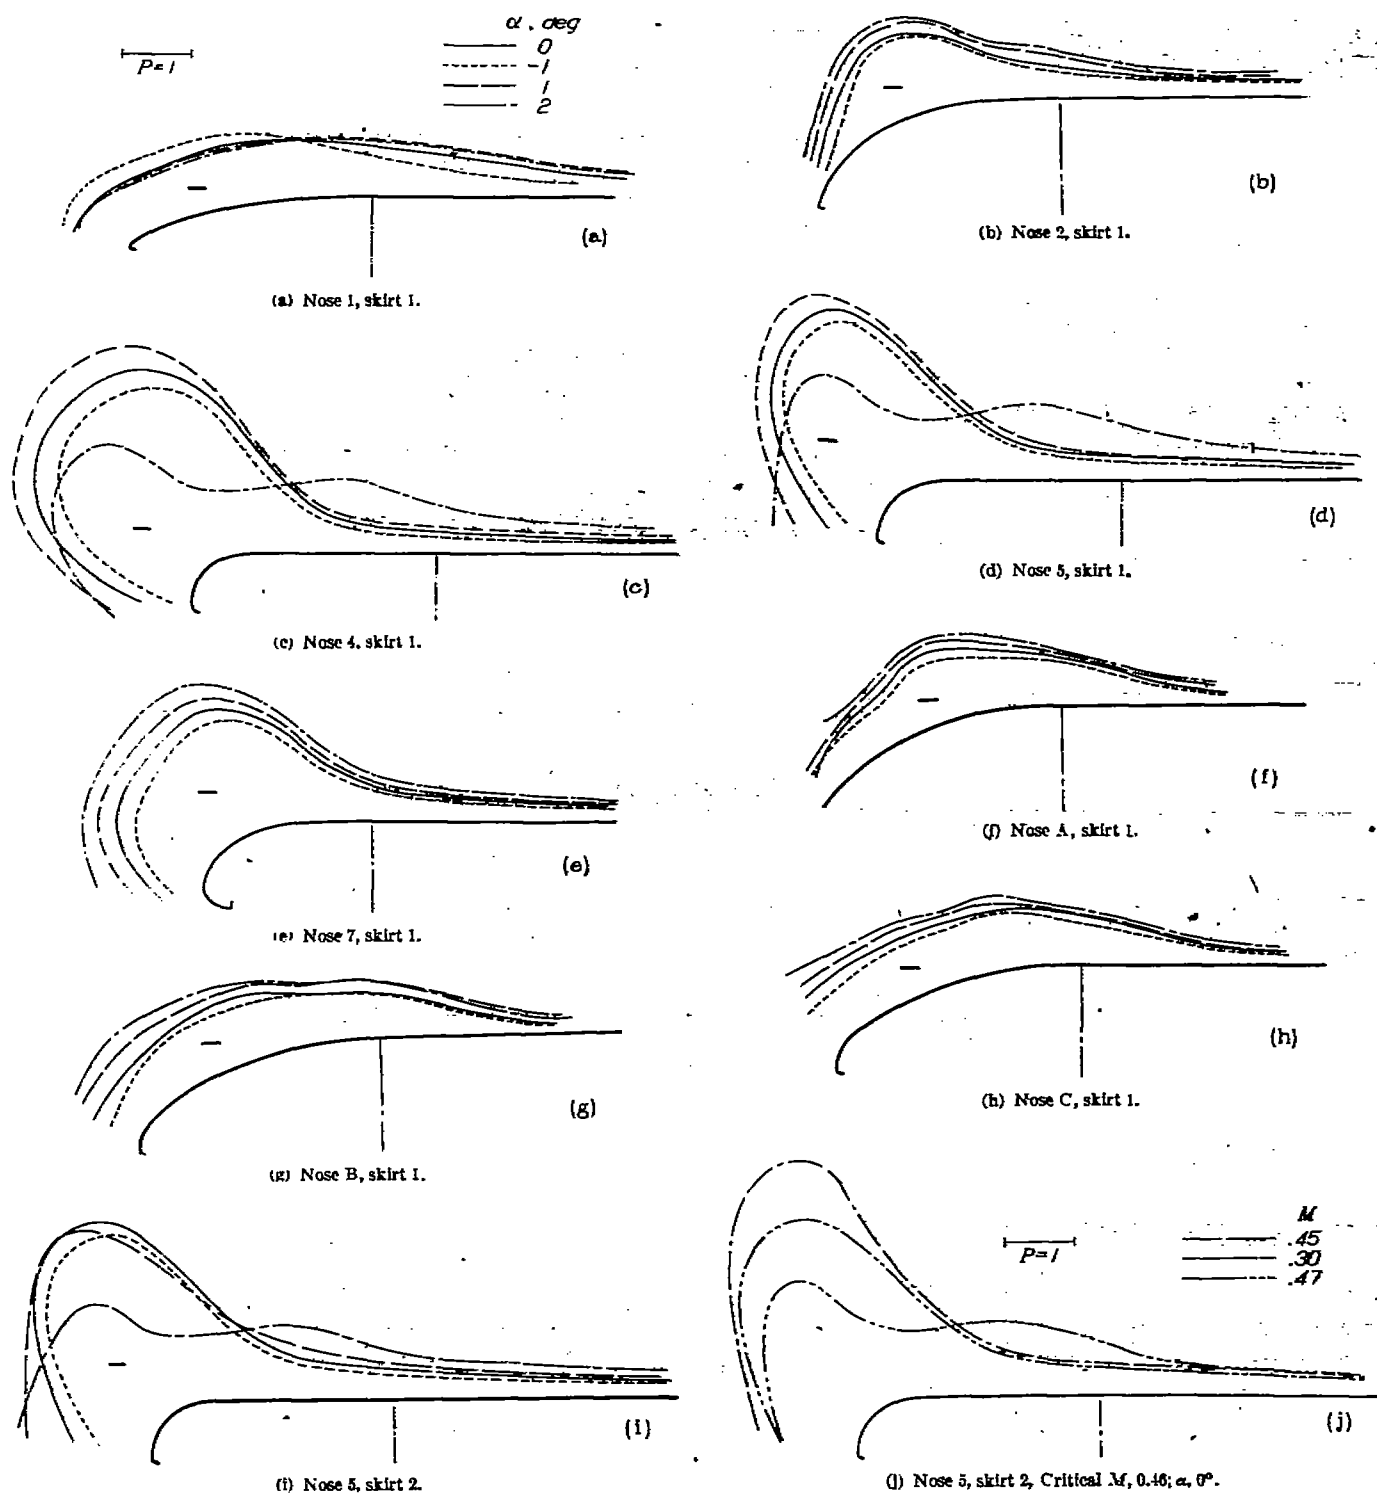 α, deg
0
-1
1
2
P=1
(a)
(a) Nose 1, skirt 1.
(b)
(b) Nose 2, skirt 1.
(c)
(c) Nose 4, skirt 1.
(d)
(d) Nose 5, skirt 1.
(e)
(e) Nose 7, skirt 1.
(f)
(f) Nose A, skirt 1.
(g)
(g) Nose B, skirt 1.
(h)
(h) Nose C, skirt 1.
(i)
(i) Nose 5, skirt 2.
M
.45
.30
.47
P=1
(j)
(j) Nose 5, skirt 2, Critical M, 0.46; α, 0°.